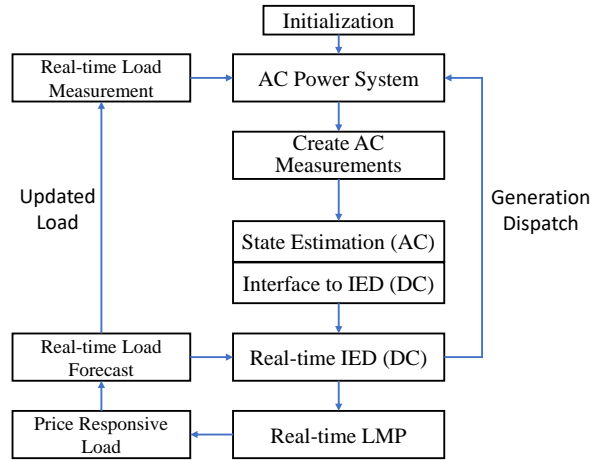 Initialization
Real-time Load
Measurement
AC Power System
Create AC
Measurements
Updated
Load
Generation
Dispatch
State Estimation (AC)
Interface to IED (DC)
Real-time Load
Forecast
Real-time IED (DC)
Price Responsive
Load
Real-time LMP